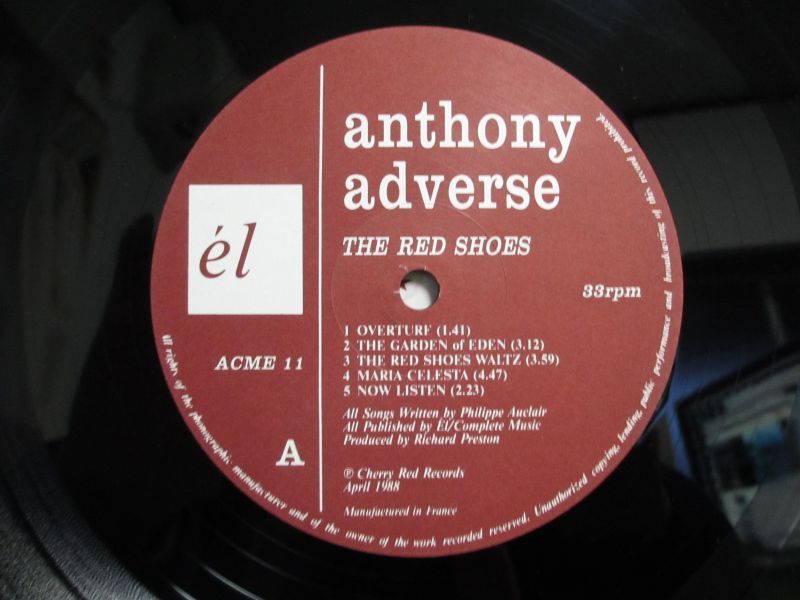 anthony
adverse
THE RED SHOES
él
33rpm
1 OVERTURE (1.41)
2 THE GARDEN of EDEN (3.12)
3 THE RED SHOES WALTZ (3.59)
4 MARIA CELESTA (4.47)
5 NOW LISTEN (2.23)
ACME 11
All Songs Written by Philippe Auclair
All Published by Él/Complete Music
Produced by Richard Preston
A
℗ Cherry Red Records
April 1988
Manufactured in France
All rights of the phonographic manufacturer and of the owner of the work recorded reserved. Unauthorized copying, lending, public performance and broadcasting of this record prohibited.